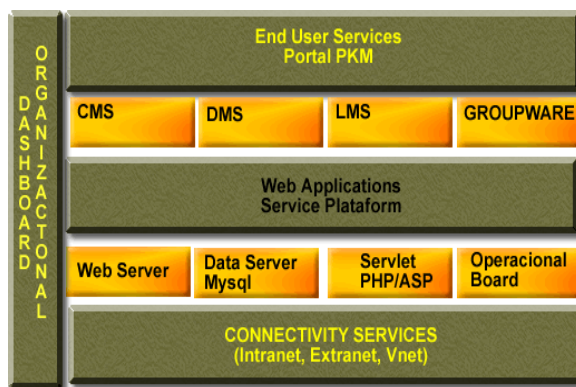 ORGANIZACTONAL
DASHBOARD
End User Services
Portal PKM
CMS
DMS
LMS
GROUPWARE
Web Applications
Service Plataform
Web Server
Data Server
Mysql
Servlet
PHP/ASP
Operacional
Board
CONNECTIVITY SERVICES
(Intranet, Extranet, Vnet)